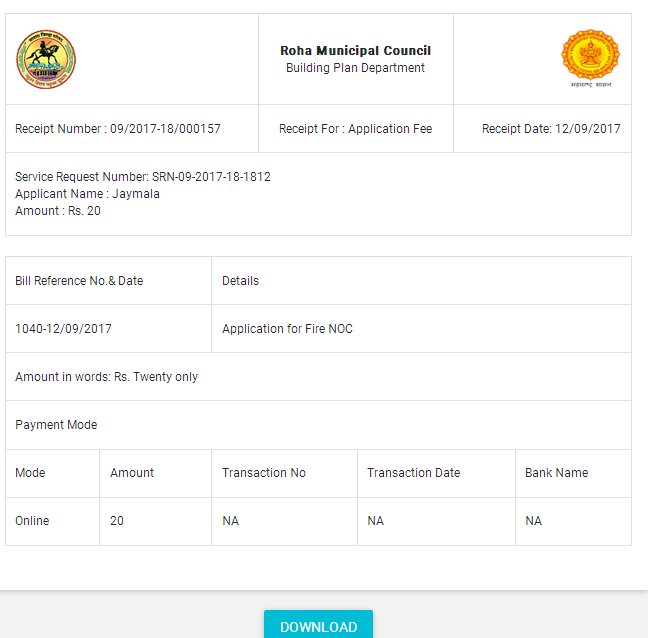 Roha Municipal Council
Building Plan Department
महाराष्ट्र शासन
Receipt Number : 09/2017-18/000157
Receipt For : Application Fee
Receipt Date: 12/09/2017
Service Request Number: SRN-09-2017-18-1812
Applicant Name : Jaymala
Amount : Rs. 20
Bill Reference No.& Date
Details
1040-12/09/2017
Application for Fire NOC
Amount in words: Rs. Twenty only
Payment Mode
Mode
Amount
Transaction No
Transaction Date
Bank Name
Online
20
NA
NA
NA
DOWNLOAD